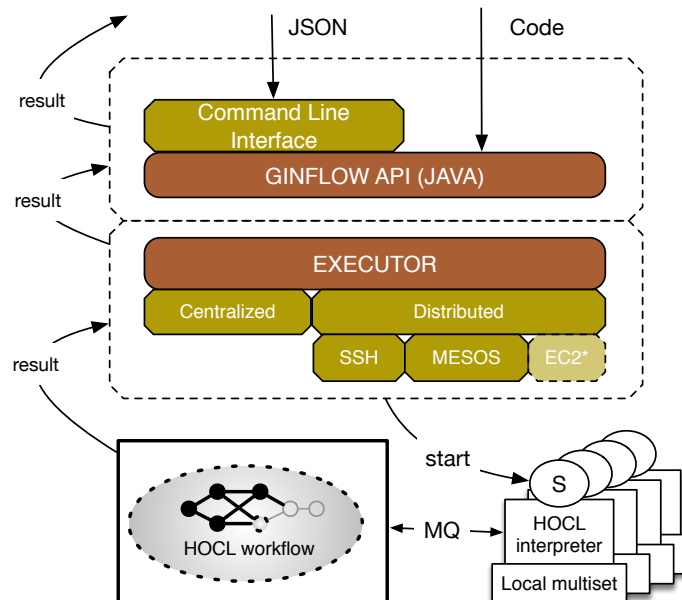 JSON
Code
result
Command Line
Interface
GINFLOW API (JAVA)
result
EXECUTOR
Centralized
Distributed
SSH
MESOS
EC2*
result
start
S
HOCL
interpreter
MQ
HOCL workflow
Local multiset